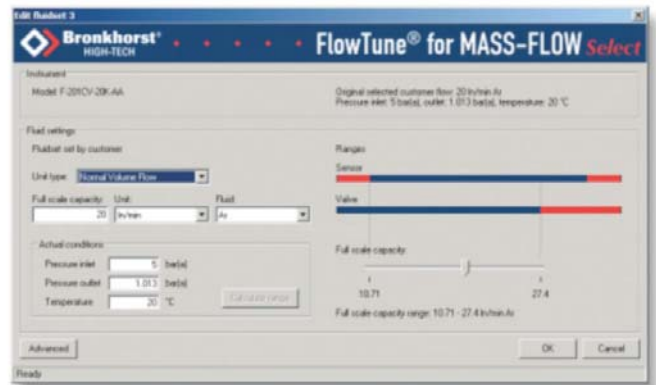 Edit fluidset 3
Bronkhorst®
HIGH-TECH
FlowTune® for MASS-FLOW Select
Instrument
Model: F-201CV-20K-AA
Original selected customer flow: 20 ln/min Ar
Pressure inlet: 5 bar(a), outlet: 1.013 bar(a), temperature: 20 °C
Fluid settings
Fluidset set by customer
Unit type: Normal Volume Flow
Full scale capacity: Unit: Fluid:
20 ln/min Ar
Actual conditions
Pressure inlet 5 bar(a)
Pressure outlet 1.013 bar(a)
Temperature 20 °C
Calculate range
Ranges
Sensor
Valve
Full scale capacity:
10.71 27.4
Full scale capacity range: 10.71 - 27.4 ln/min Ar
Advanced OK Cancel
Ready